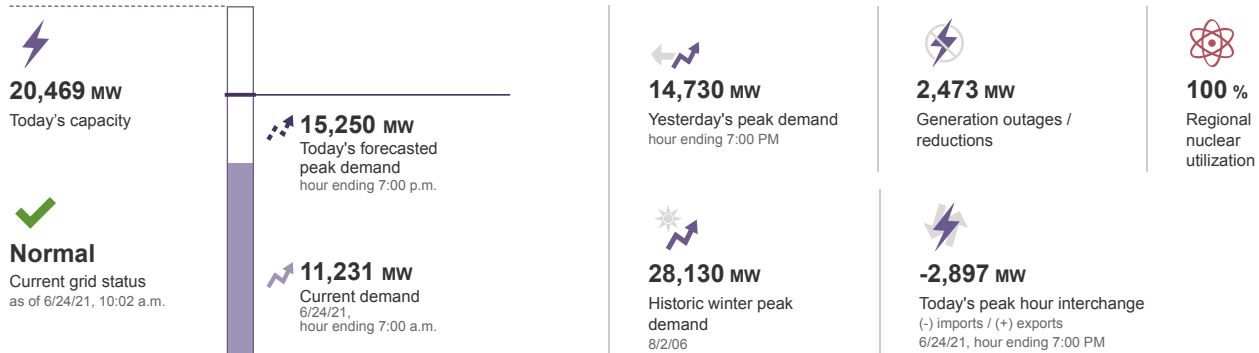 20,469 MW
Today's capacity
Normal
Current grid status
as of 6/24/21, 10:02 a.m.
15,250 MW
Today's forecasted
peak demand
hour ending 7:00 p.m.
11,231 MW
Current demand
6/24/21,
hour ending 7:00 a.m.
14,730 MW
Yesterday's peak demand
hour ending 7:00 PM
2,473 MW
Generation outages /
reductions
100 %
Regional
nuclear
utilization
28,130 MW
Historic winter peak
demand
8/2/06
-2,897 MW
Today's peak hour interchange
(-) imports / (+) exports
6/24/21, hour ending 7:00 PM